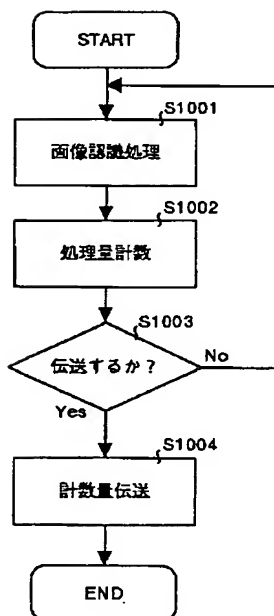 START
S1001
画像認識処理
S1002
処理量計数
S1003
伝送するか？
No
Yes
S1004
計数量伝送
END